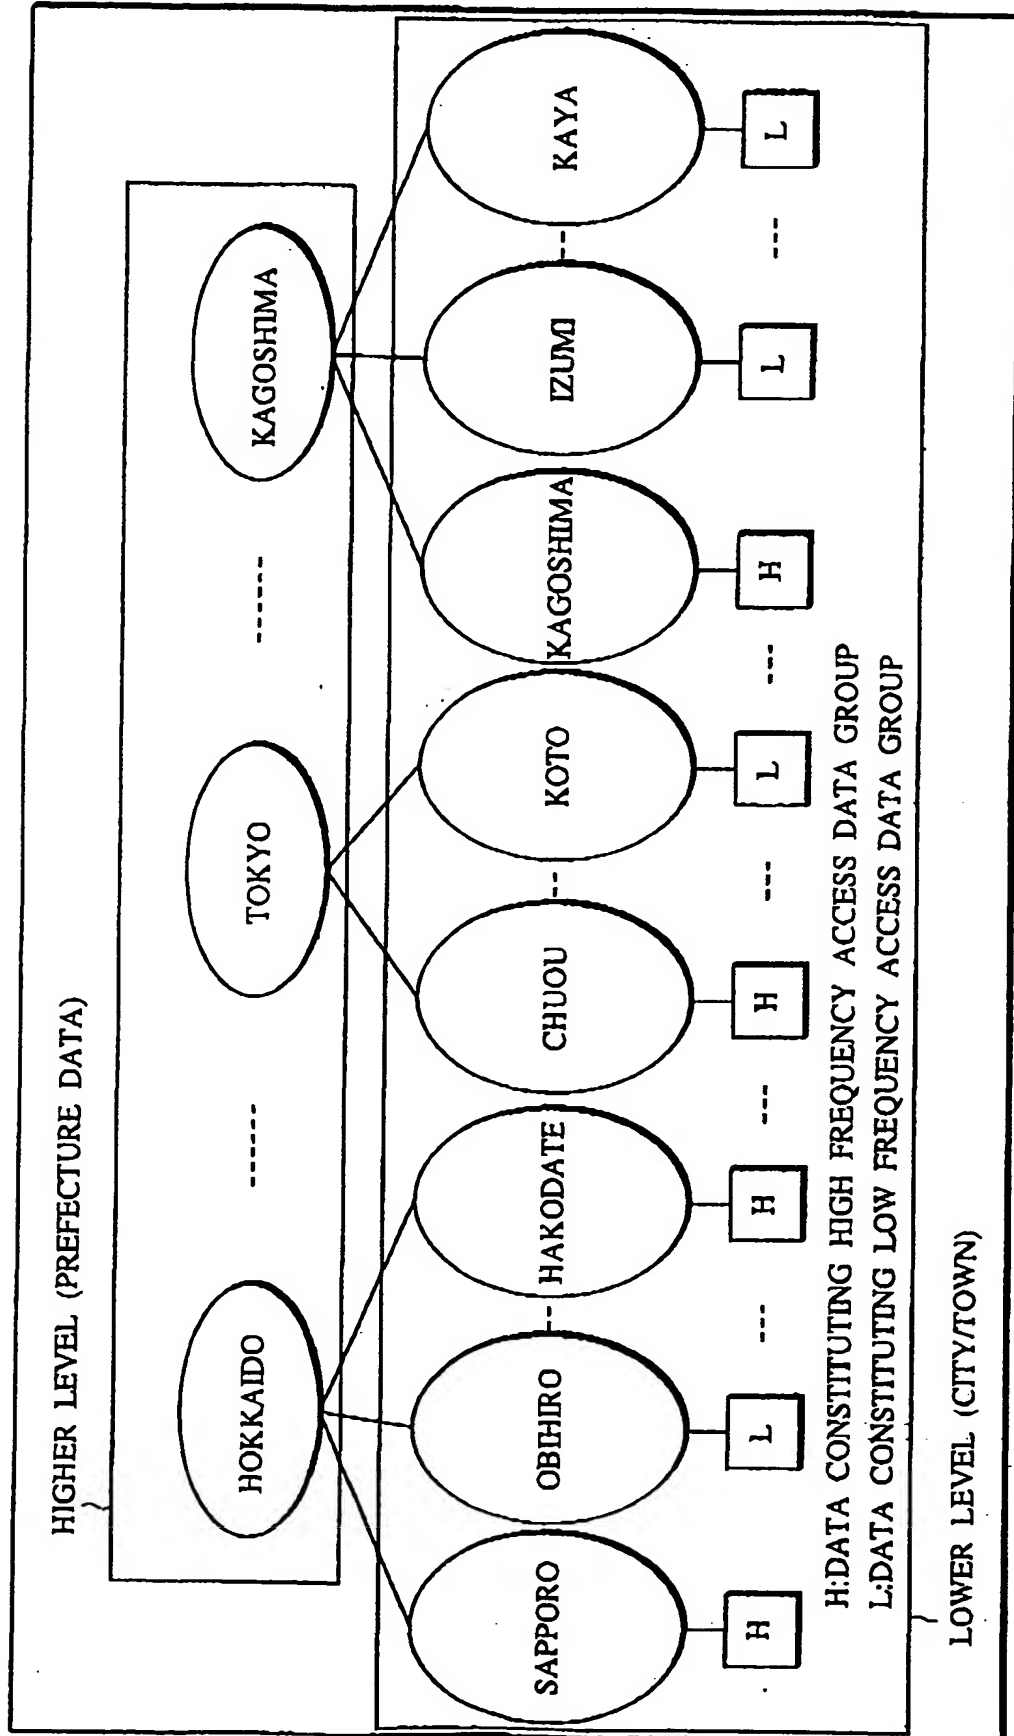 HIGHER LEVEL (PREFECTURE DATA)
HOKKAIDO ------ TOKYO ------ KAGOSHIMA
SAPPORO OBIHIRO -- HAKODATE CHUOU -- KOTO KAGOSHIMA IZUMI -- KAYA
H L --- H --- H --- L --- H L --- L
H:DATA CONSTITUTING HIGH FREQUENCY ACCESS DATA GROUP
L:DATA CONSTITUTING LOW FREQUENCY ACCESS DATA GROUP
LOWER LEVEL (CITY/TOWN)